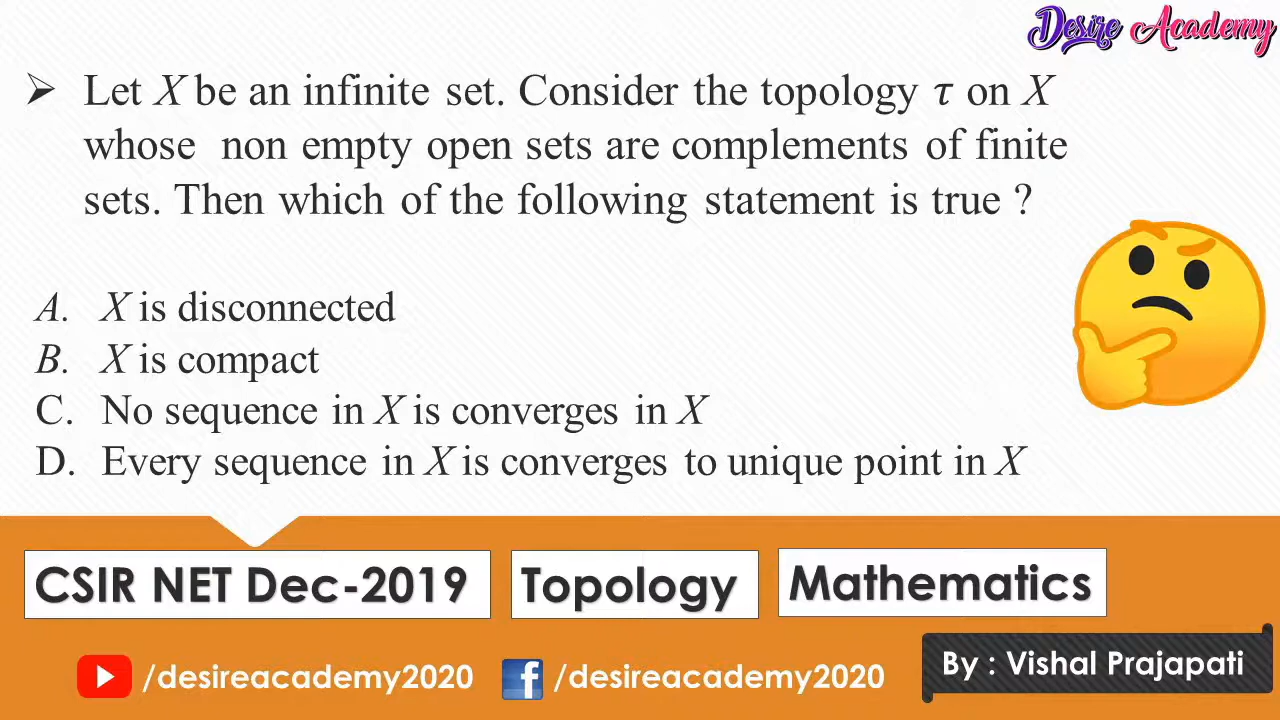 Desire Academy
➢ Let X be an infinite set. Consider the topology τ on X
whose non empty open sets are complements of finite
sets. Then which of the following statement is true ?
A. X is disconnected
B. X is compact
C. No sequence in X is converges in X
D. Every sequence in X is converges to unique point in X
CSIR NET Dec-2019 Topology Mathematics
/desireacademy2020 /desireacademy2020 By : Vishal Prajapati